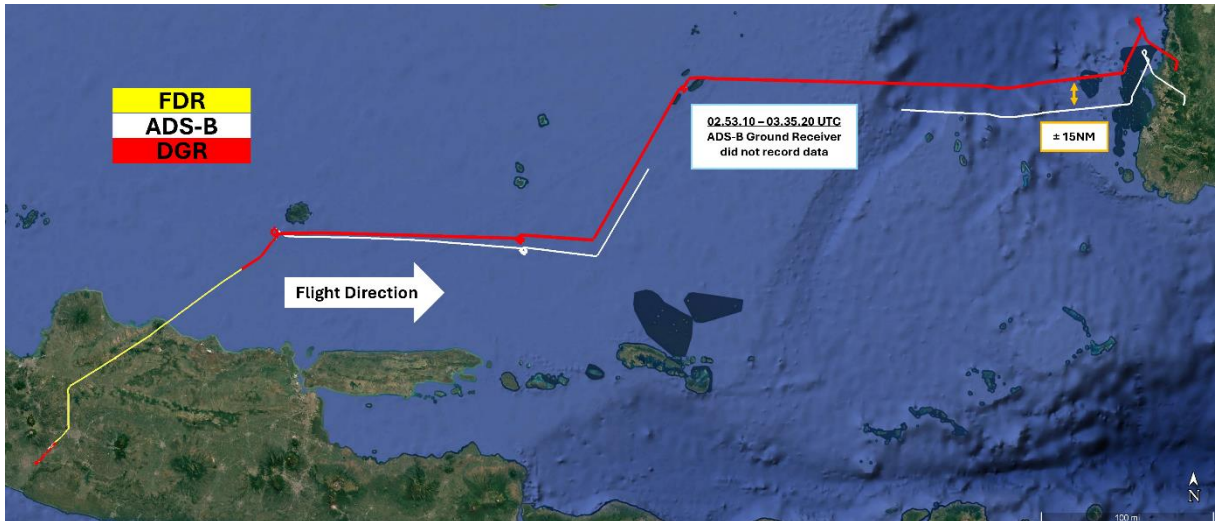 FDR
ADS-B
DGR
02.53.10 – 03.35.20 UTC
ADS-B Ground Receiver
did not record data
± 15NM
Flight Direction
N
100 mi